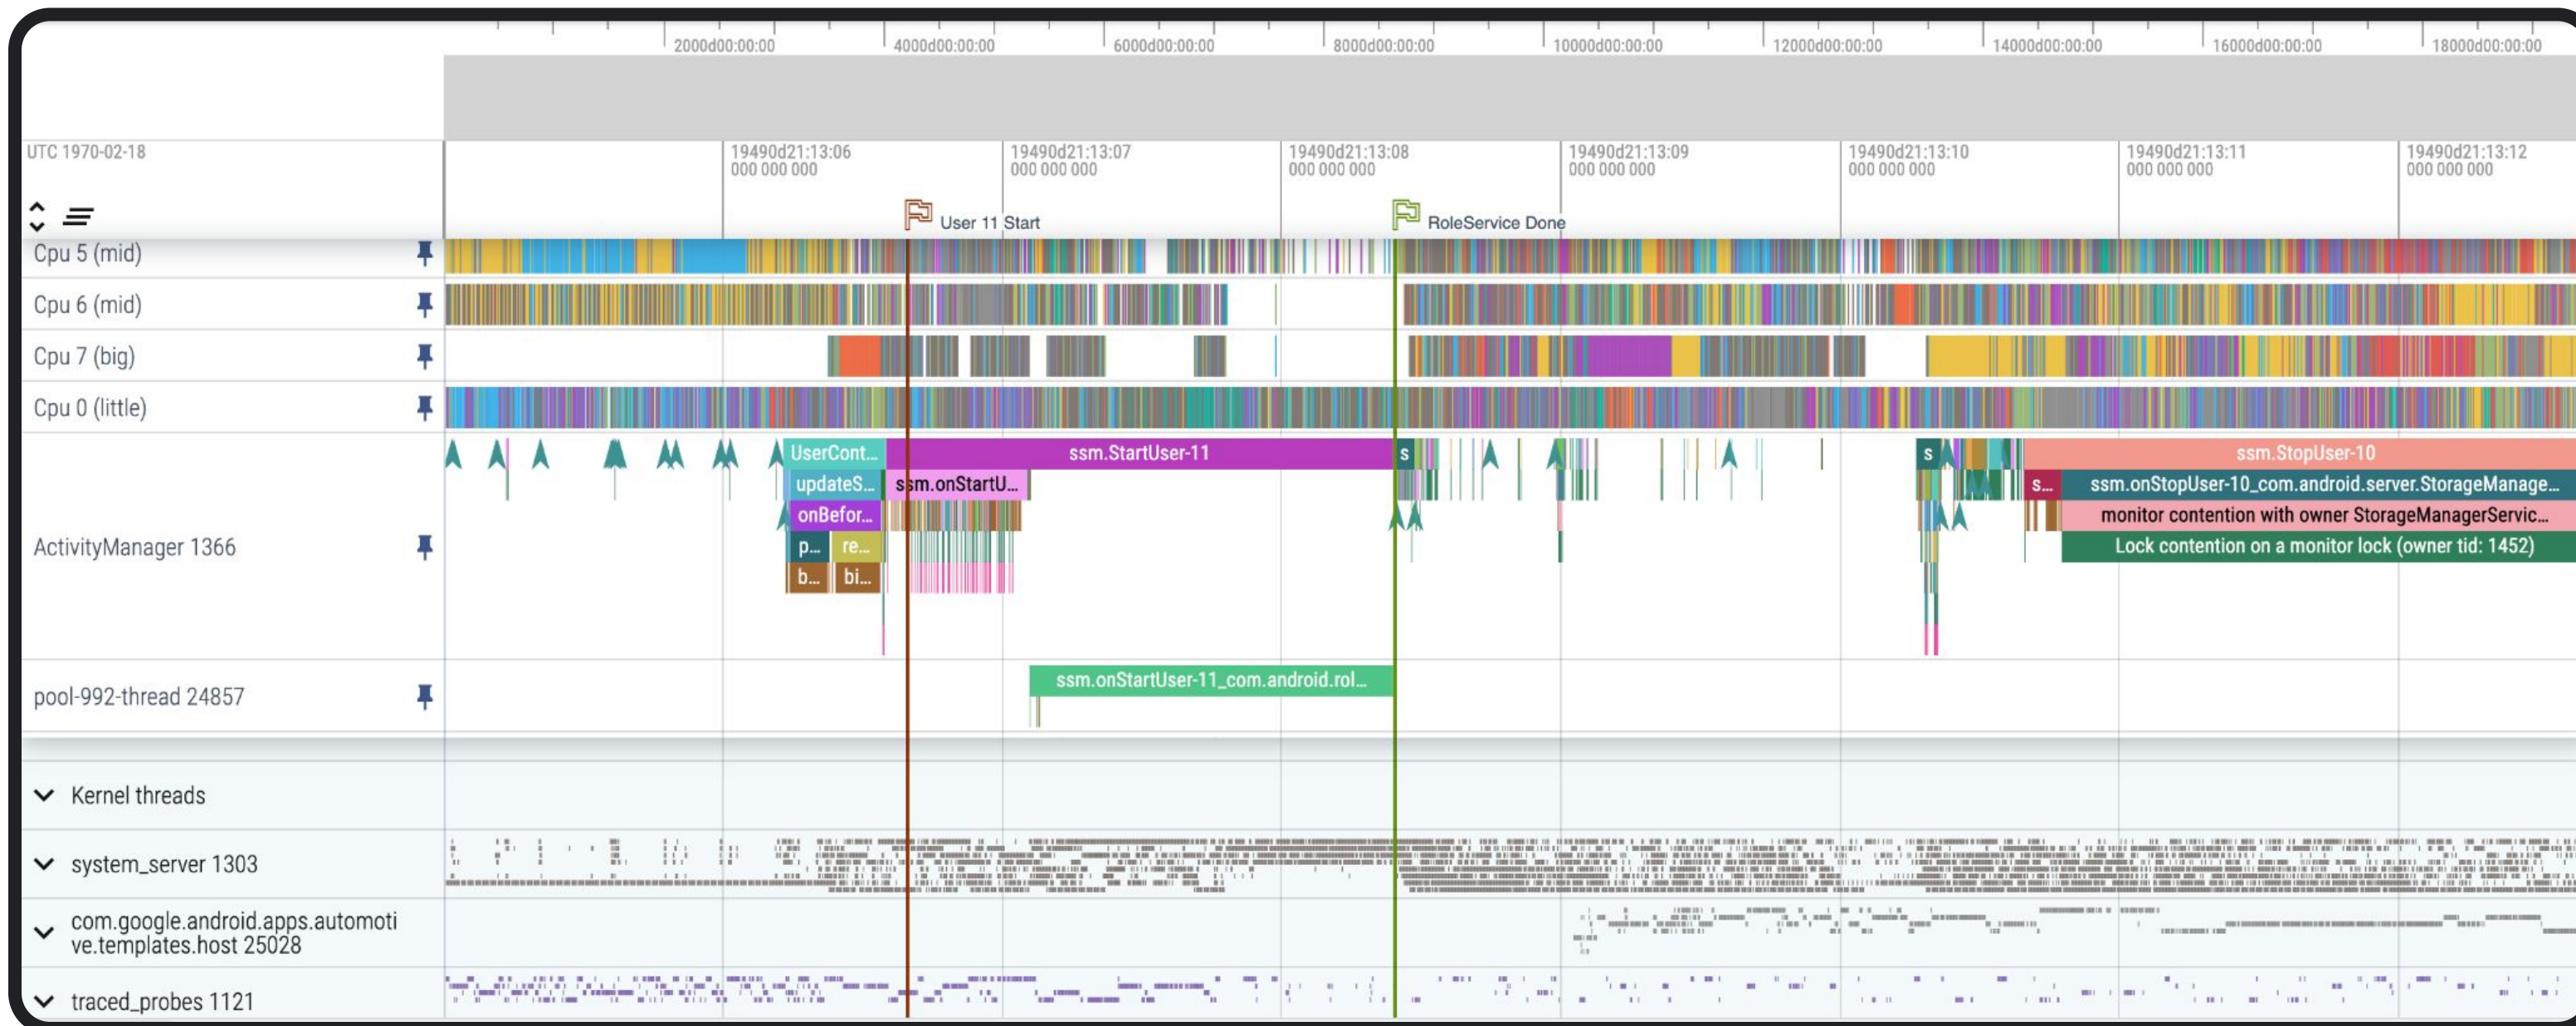 2000d00:00:00 4000d00:00:00 6000d00:00:00 8000d00:00:00 10000d00:00:00 12000d00:00:00 14000d00:00:00 16000d00:00:00 18000d00:00:00
UTC 1970-02-18
19490d21:13:06 19490d21:13:07 19490d21:13:08 19490d21:13:09 19490d21:13:10 19490d21:13:11 19490d21:13:12
000 000 000 000 000 000 000 000 000 000 000 000 000 000 000 000 000 000 000 000 000
User 11 Start RoleService Done
Cpu 5 (mid)
Cpu 6 (mid)
Cpu 7 (big)
Cpu 0 (little)
UserCont... ssm.StartUser-11 s s ssm.StopUser-10
updateS... ssm.onStartU... s... ssm.onStopUser-10_com.android.server.StorageManage...
onBefor... monitor contention with owner StorageManagerServic...
ActivityManager 1366 p... re... Lock contention on a monitor lock (owner tid: 1452)
b... bi...
pool-992-thread 24857 ssm.onStartUser-11_com.android.rol...
Kernel threads
system_server 1303
com.google.android.apps.automoti
ve.templates.host 25028
traced_probes 1121